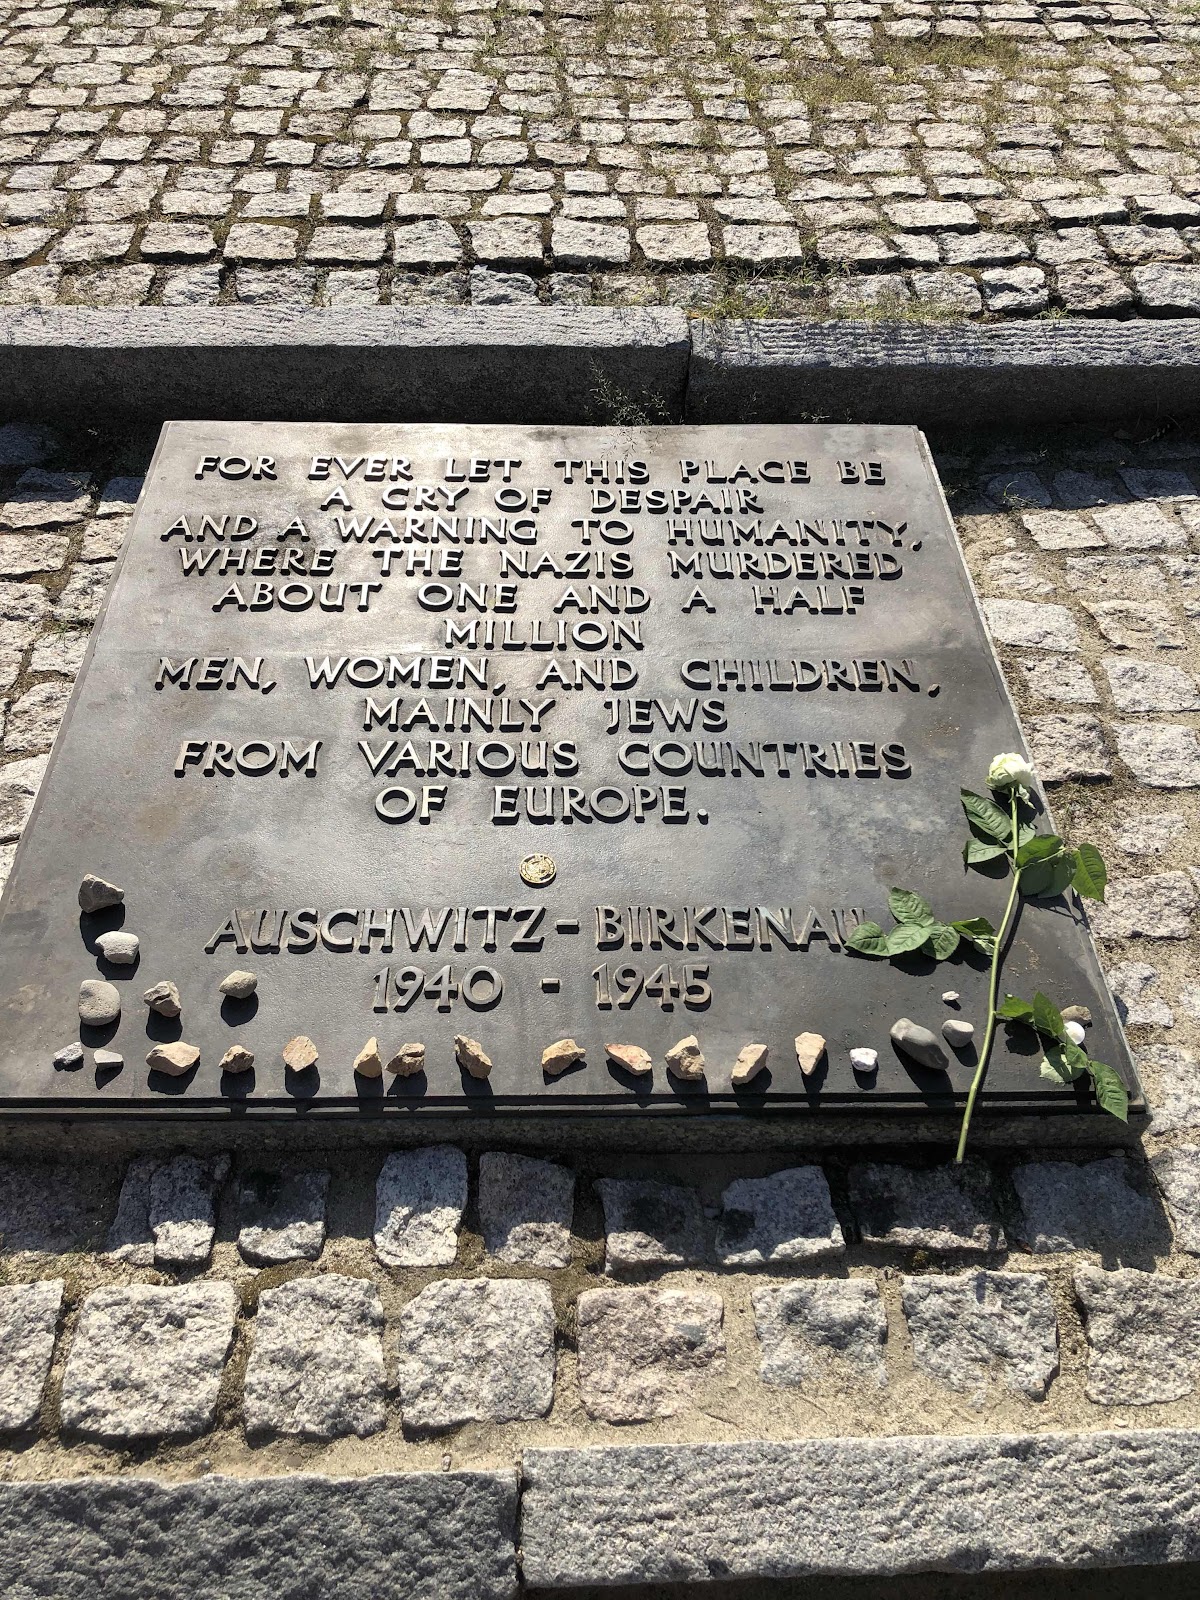 FOR EVER LET THIS PLACE BE
A CRY OF DESPAIR
AND A WARNING TO HUMANITY,
WHERE THE NAZIS MURDERED
ABOUT ONE AND A HALF
MILLION
MEN, WOMEN, AND CHILDREN,
MAINLY JEWS
FROM VARIOUS COUNTRIES
OF EUROPE.
AUSCHWITZ - BIRKENAU
1940 - 1945